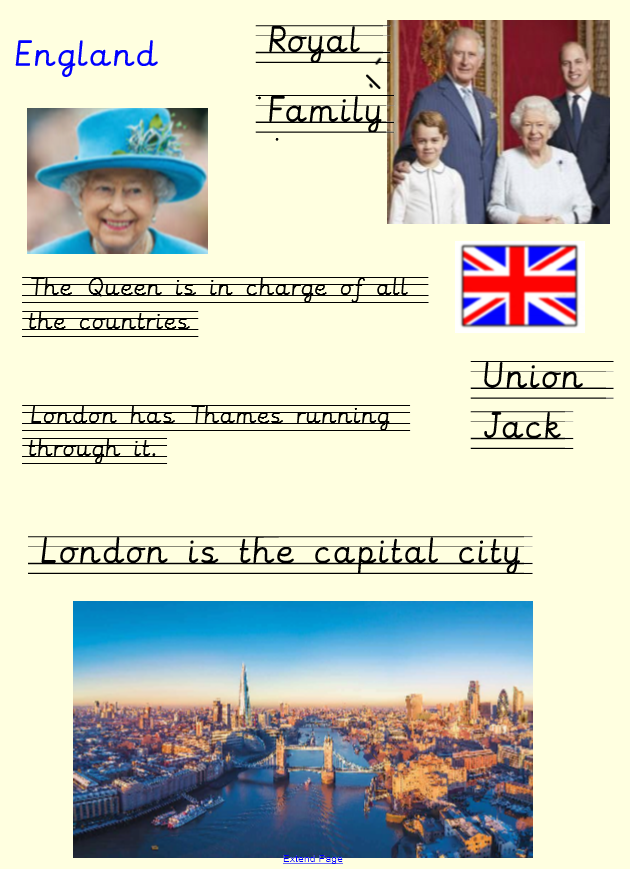 England
Royal
Family
The Queen is in charge of all
the countries
Union
Jack
London has Thames running
through it.
London is the capital city
Extend Page